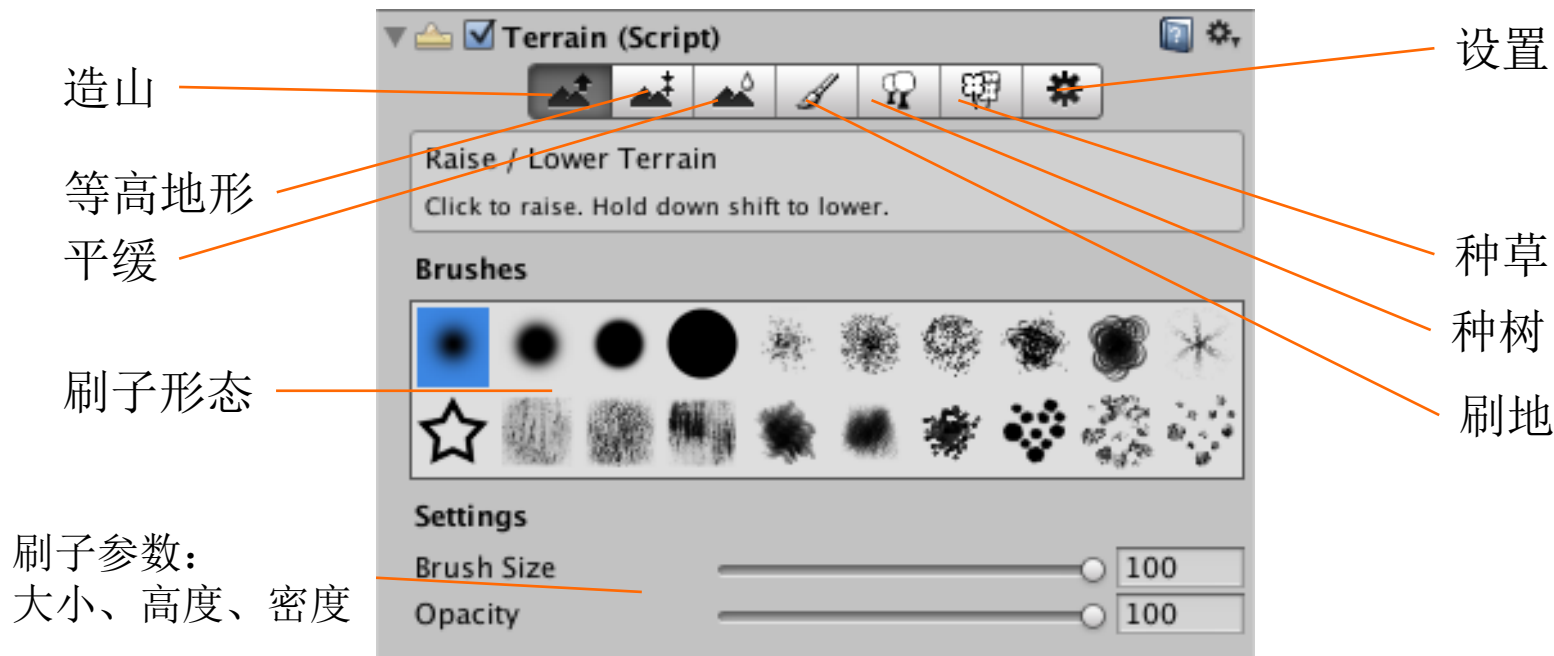 Terrain (Script)
设置
造山
Raise / Lower Terrain
等高地形
Click to raise. Hold down shift to lower.
平缓
种草
Brushes
种树
刷子形态
刷地
Settings
刷子参数：
大小、高度、密度
Brush Size
100
Opacity
100